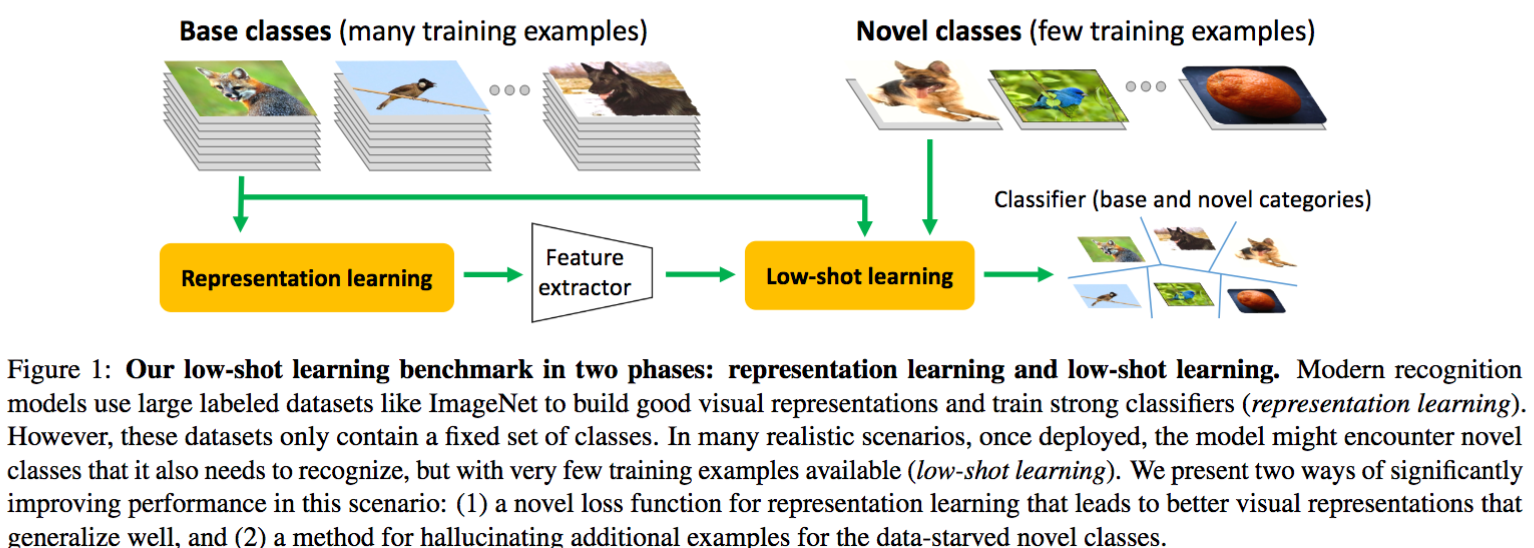 Base classes (many training examples)
Novel classes (few training examples)
Classifier (base and novel categories)
Representation learning
Feature
extractor
Low-shot learning
Figure 1: Our low-shot learning benchmark in two phases: representation learning and low-shot learning. Modern recognition
models use large labeled datasets like ImageNet to build good visual representations and train strong classifiers (representation learning).
However, these datasets only contain a fixed set of classes. In many realistic scenarios, once deployed, the model might encounter novel
classes that it also needs to recognize, but with very few training examples available (low-shot learning). We present two ways of significantly
improving performance in this scenario: (1) a novel loss function for representation learning that leads to better visual representations that
generalize well, and (2) a method for hallucinating additional examples for the data-starved novel classes.